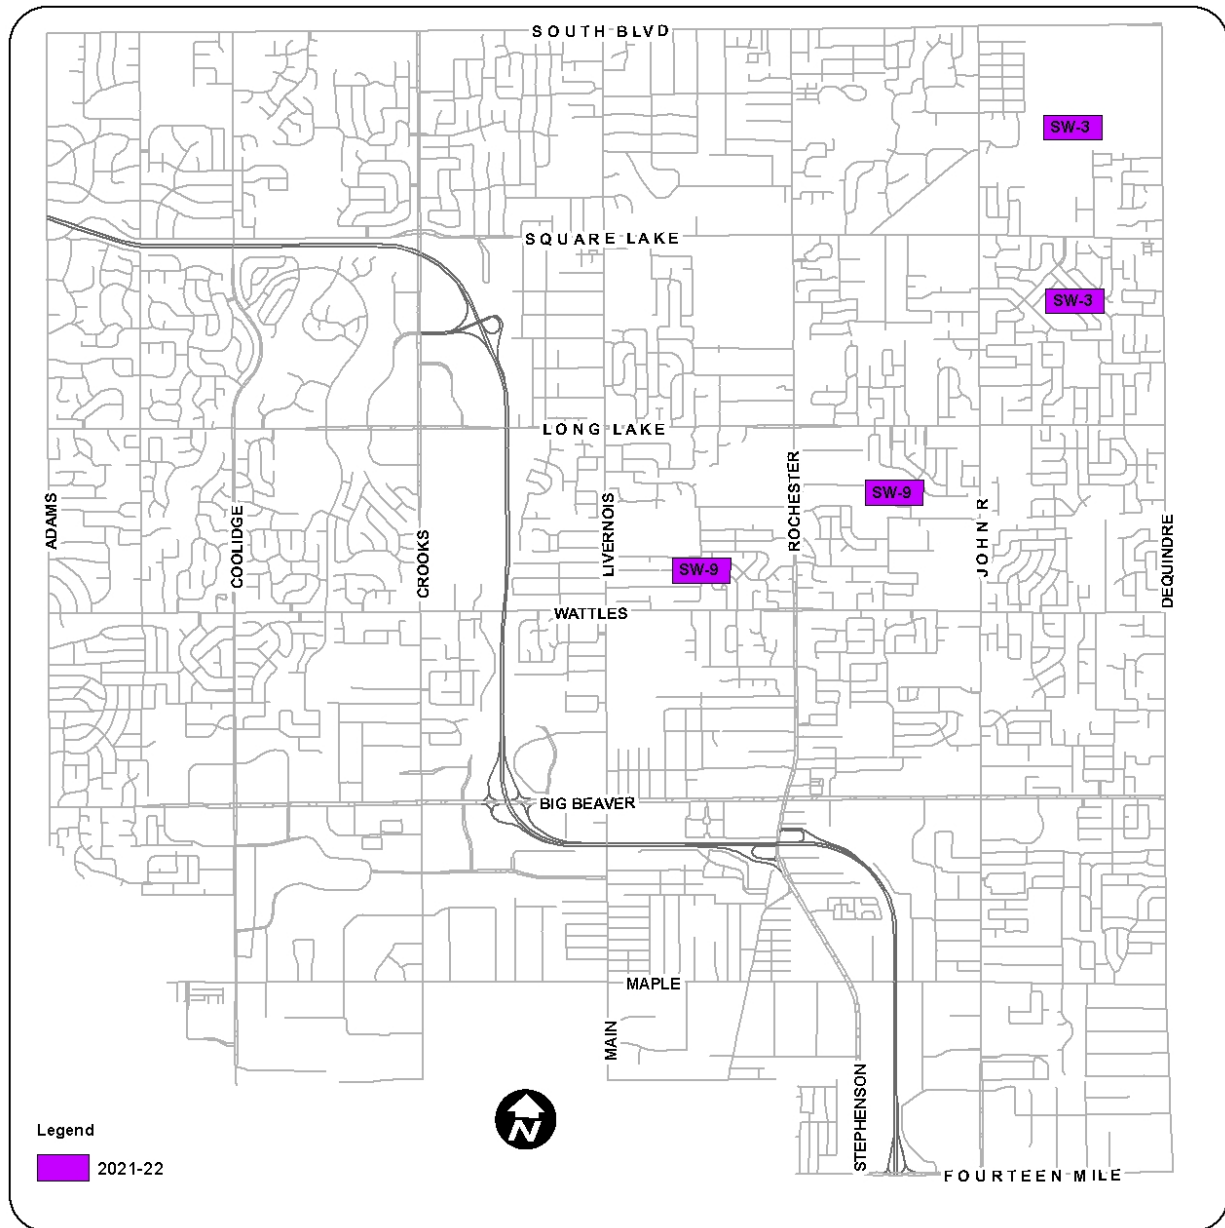 SOUTH BLVD
SW-3
SQUARE LAKE
SW-3
LONG LAKE
ADAMS
COOLIDGE
CROOKS
LIVERNOIS
ROCHESTER
SW-9
JOHN R
DEQUINDRE
SW-9
WATTLES
BIG BEAVER
MAPLE
MAIN
STEPHENSON
N
Legend
2021-22
FOURTEEN MILE